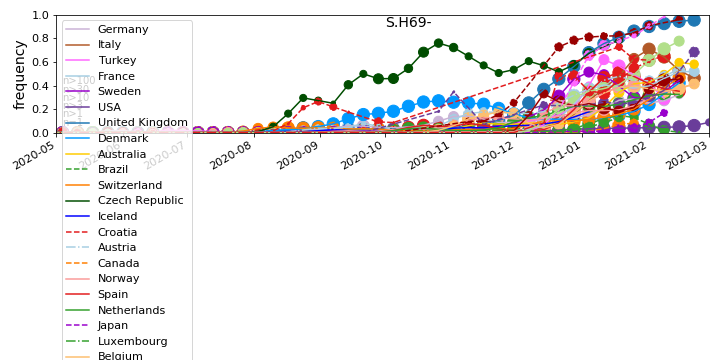 S.H69-
frequency
1.0
0.8
0.6
0.4
0.2
0.0
n>100
Germany
Italy
Turkey
France
Sweden
USA
United Kingdom
Denmark
Australia
Brazil
Switzerland
Czech Republic
Iceland
Croatia
Austria
Canada
Norway
Spain
Netherlands
Japan
Luxembourg
Belgium
2020-05
2020-06
2020-07
2020-08
2020-09
2020-10
2020-11
2020-12
2021-01
2021-02
2021-03